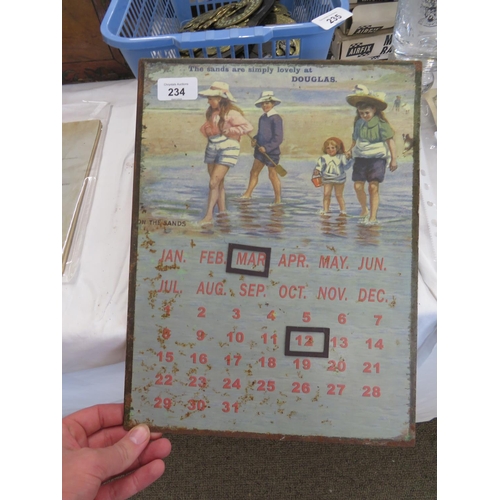 235
AIRFIX
234
The sands are simply lovely at
DOUGLAS.
ON THE SANDS
JAN. FEB. MAR. APR. MAY. JUN.
JUL. AUG. SEP. OCT. NOV. DEC.
1 2 3 4 5 6 7
8 9 10 11 12 13 14
15 16 17 18 19 20 21
22 23 24 25 26 27 28
29 30 31